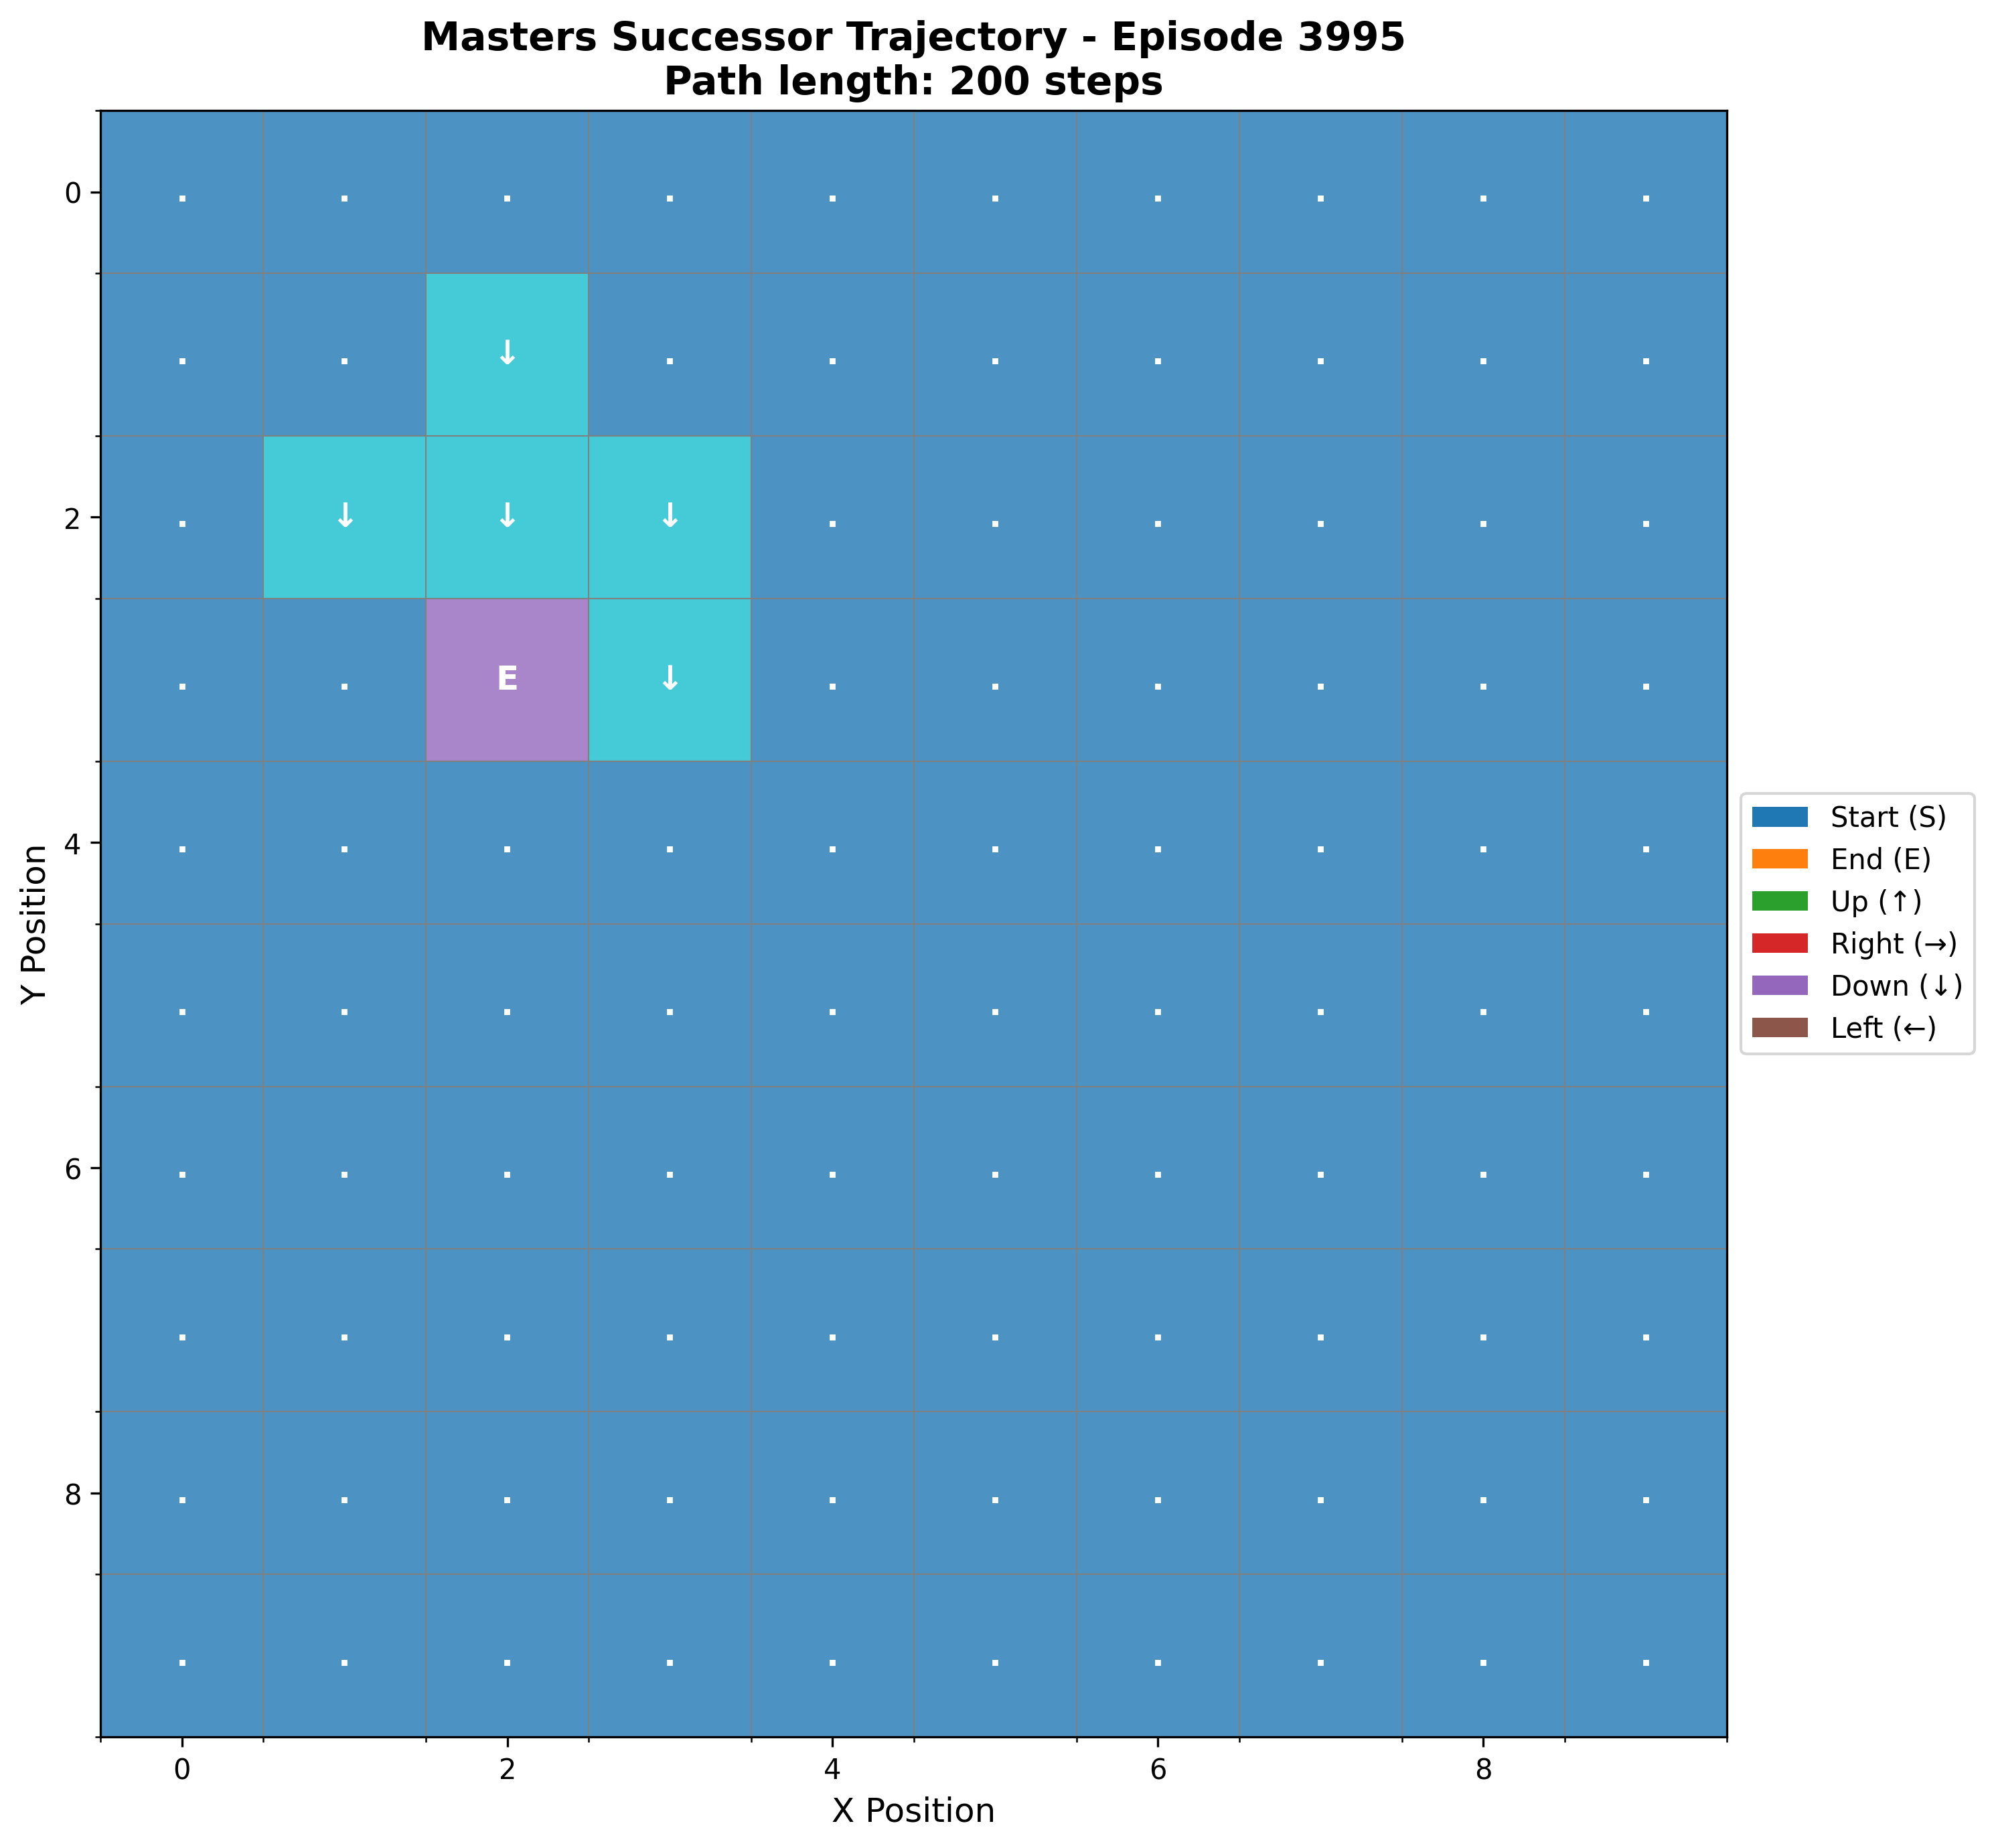 Masters Successor Trajectory - Episode 3995
Path length: 200 steps
0
↓
2
↓ ↓ ↓
E ↓
4
6
8
0 2 4 6 8
X Position
Y Position
Start (S)
End (E)
Up (↑)
Right (→)
Down (↓)
Left (←)